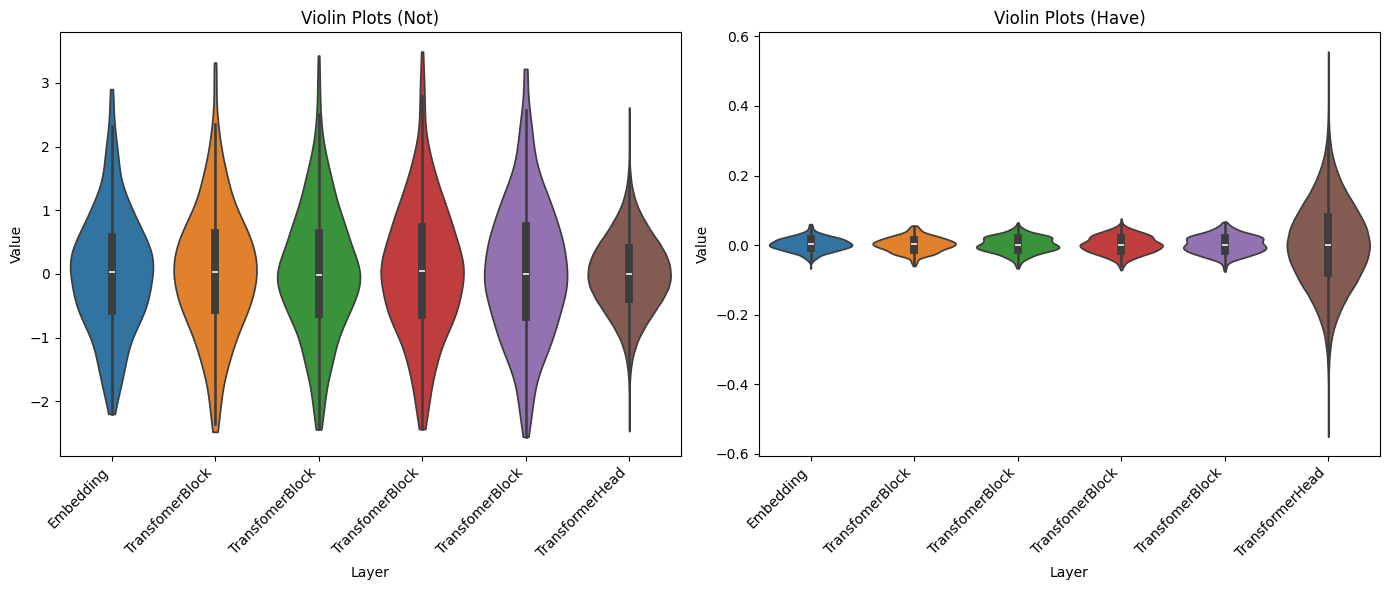 Violin Plots (Not)
Value
3
2
1
0
−1
−2
Embedding
TransfomerBlock
TransfomerBlock
TransfomerBlock
TransfomerBlock
TransformerHead
Layer
Violin Plots (Have)
Value
0.6
0.4
0.2
0.0
−0.2
−0.4
−0.6
Embedding
TransfomerBlock
TransfomerBlock
TransfomerBlock
TransfomerBlock
TransformerHead
Layer